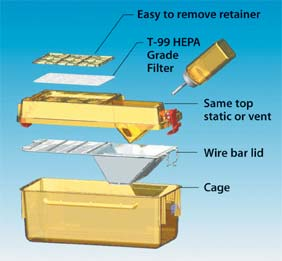 Easy to remove retainer
T-99 HEPA
Grade
Filter
Same top
static or vent
Wire bar lid
Cage